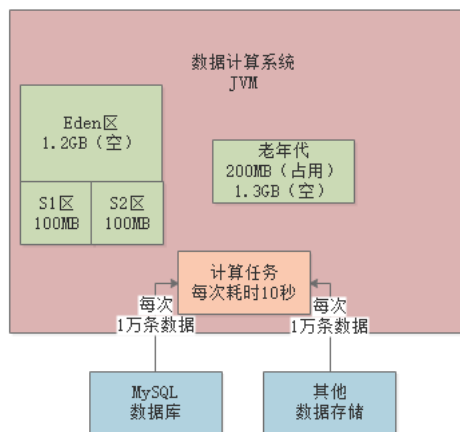 数据计算系统
JVM
Eden区
1.2GB（空）
S1区
100MB
S2区
100MB
老年代
200MB（占用）
1.3GB（空）
计算任务
每次耗时10秒
每次
1万条数据
每次
1万条数据
MySQL
数据库
其他
数据存储